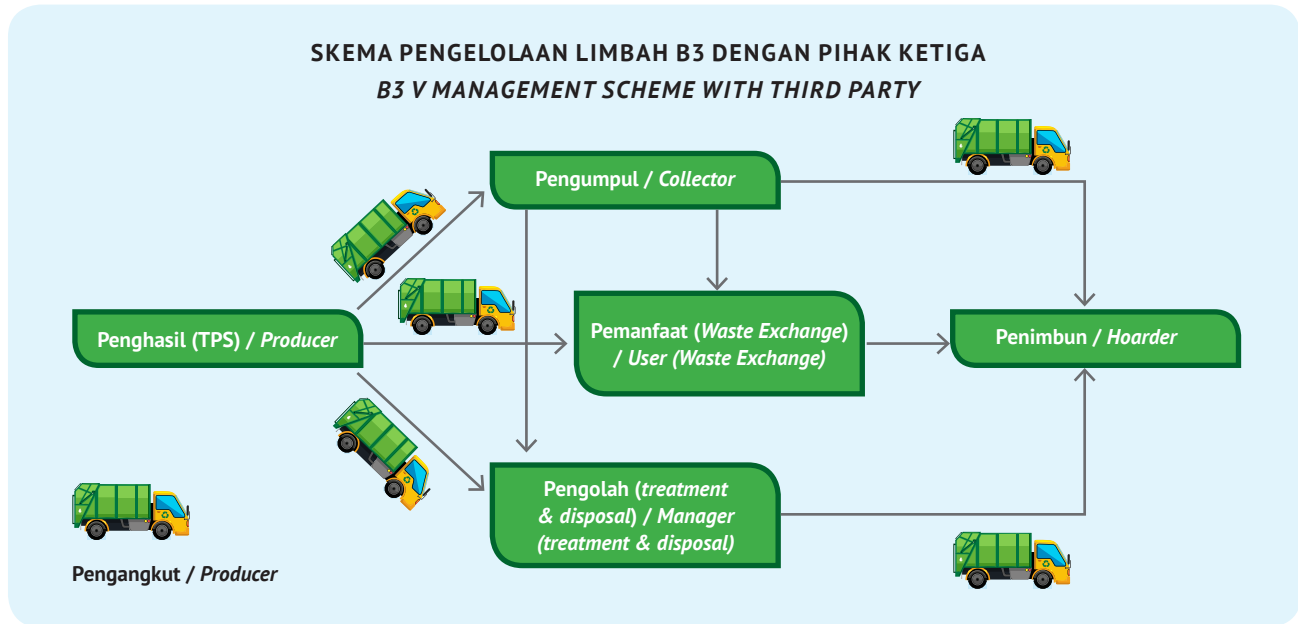 SKEMA PENGELOLAAN LIMBAH B3 DENGAN PIHAK KETIGA
B3 V MANAGEMENT SCHEME WITH THIRD PARTY
Pengumpul / Collector
Penghasil (TPS) / Producer
Pemanfaat (Waste Exchange)
/ User (Waste Exchange)
Penimbun / Hoarder
Pengolah (treatment
& disposal) / Manager
(treatment & disposal)
Pengangkut / Producer